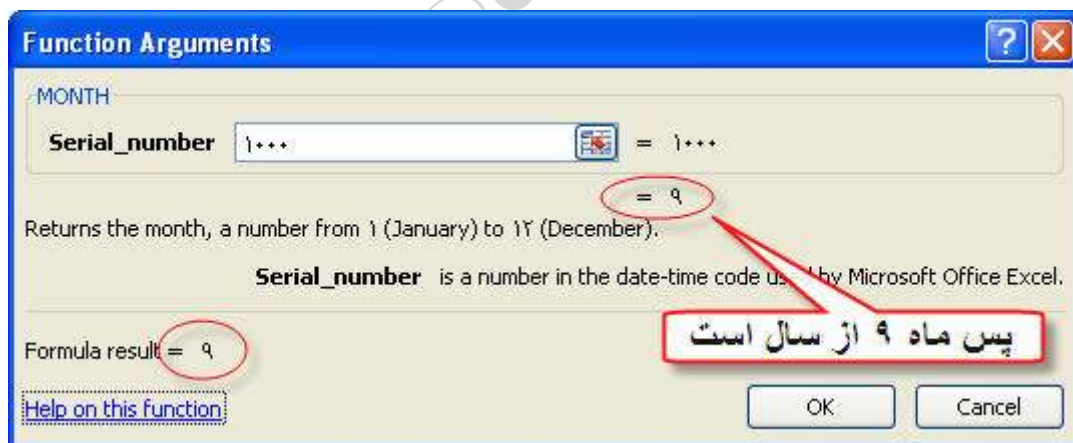 Function Arguments
MONTH
Serial_number ۱۰۰۰ = ۱۰۰۰
= ۹
Returns the month, a number from ۱ (January) to ۱۲ (December).
Serial_number is a number in the date-time code used by Microsoft Office Excel.
پس ماه ۹ از سال است
Formula result = ۹
Help on this function
OK Cancel